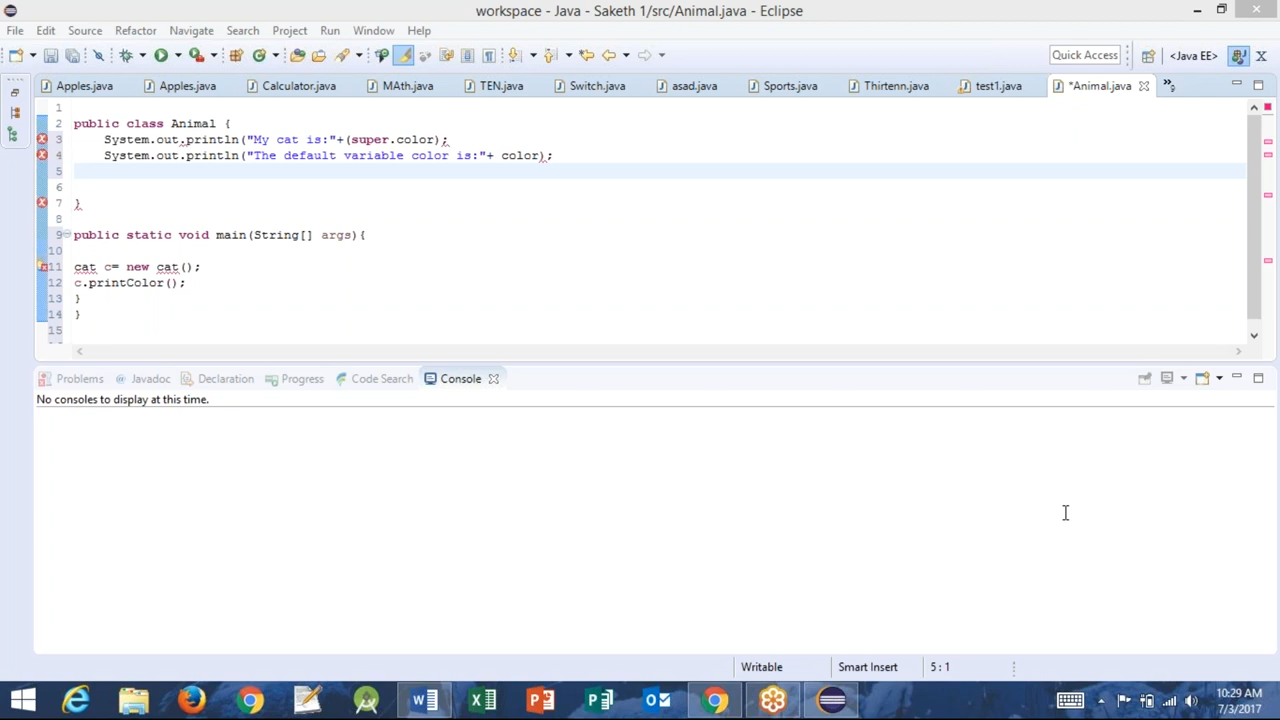 workspace - Java - Saketh 1/src/Animal.java - Eclipse
File Edit Source Refactor Navigate Search Project Run Window Help
Quick Access <Java EE>
Apples.java Apples.java Calculator.java MAth.java TEN.java Switch.java asad.java Sports.java Thirtenn.java test1.java *Animal.java
1
2 public class Animal {
3 System.out.println("My cat is:"+(super.color);
4 System.out.println("The default variable color is:"+ color);
5
6
7 }
8
9 public static void main(String[] args){
10
11 cat c= new cat();
12 c.printColor();
13 }
14 }
15
Problems Javadoc Declaration Progress Code Search Console
No consoles to display at this time.
Writable Smart Insert 5 : 1
10:29 AM
7/3/2017